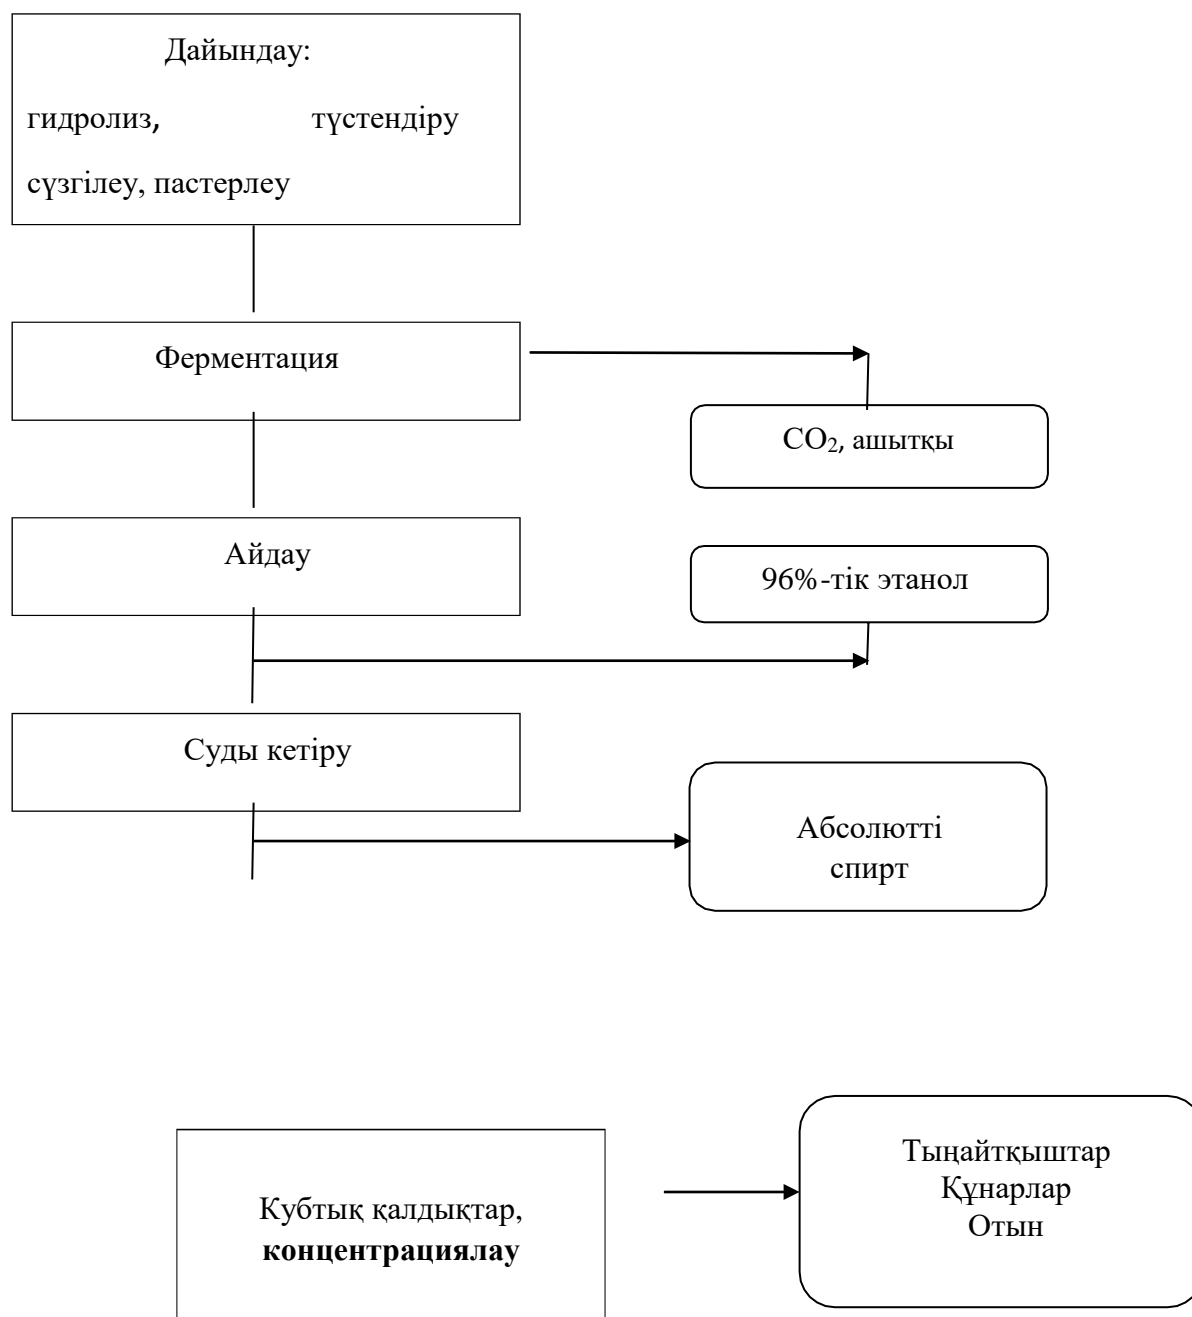 Дайындау:
гидролиз, түстендіру
сүзгілеу, пастерлеу
Ферментация
CO₂, ашытқы
Айдау
96%-тік этанол
Суды кетіру
Абсолютті
спирт
Тыңайтқыштар
Құнарлар
Отын
Кубтық қалдықтар,
концентрациялау